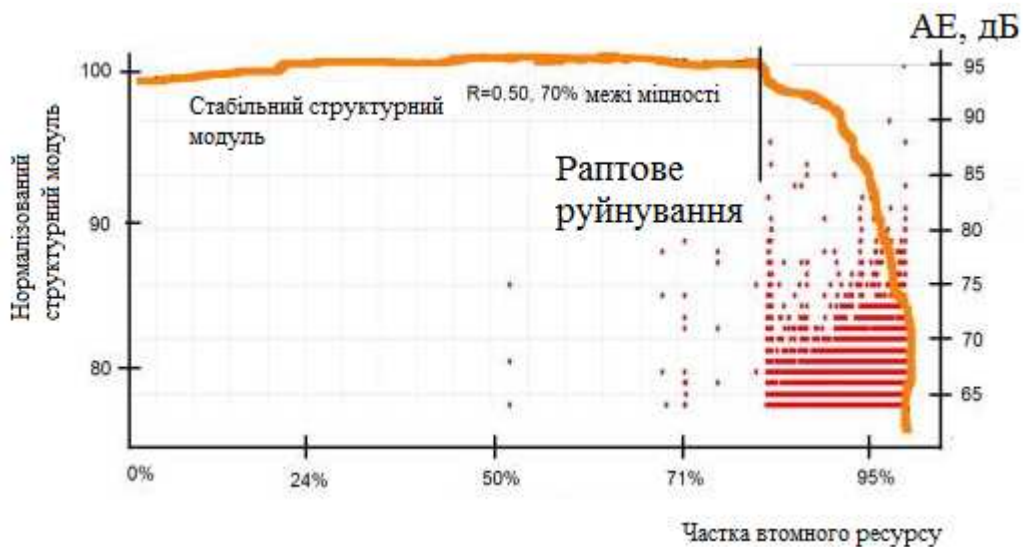 АЕ, дБ
100
90
80
Нормалізований
структурний модуль
Стабільний структурний
модуль
R=0.50, 70% межі міцності
Раптове
руйнування
95
90
85
80
75
70
65
0%
24%
50%
71%
95%
Частка втомного ресурсу